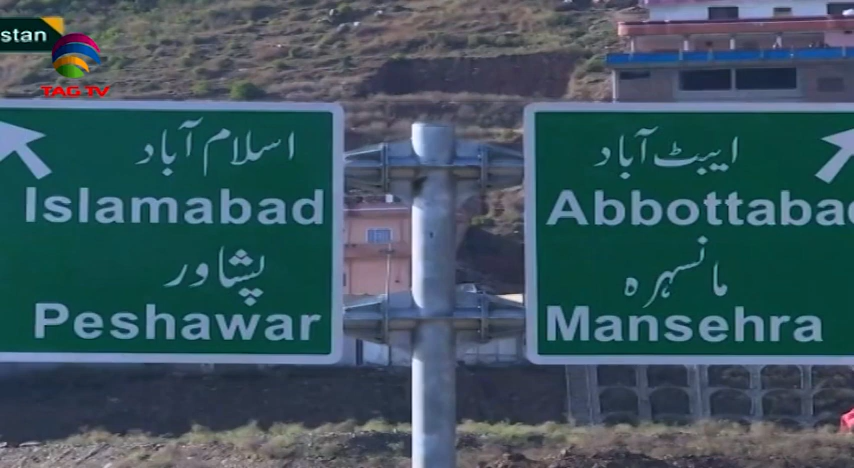 stan
TAG TV
اسلام آباد
Islamabad
پشاور
Peshawar
ایبٹ آباد
Abbottabad
مانسہرہ
Mansehra